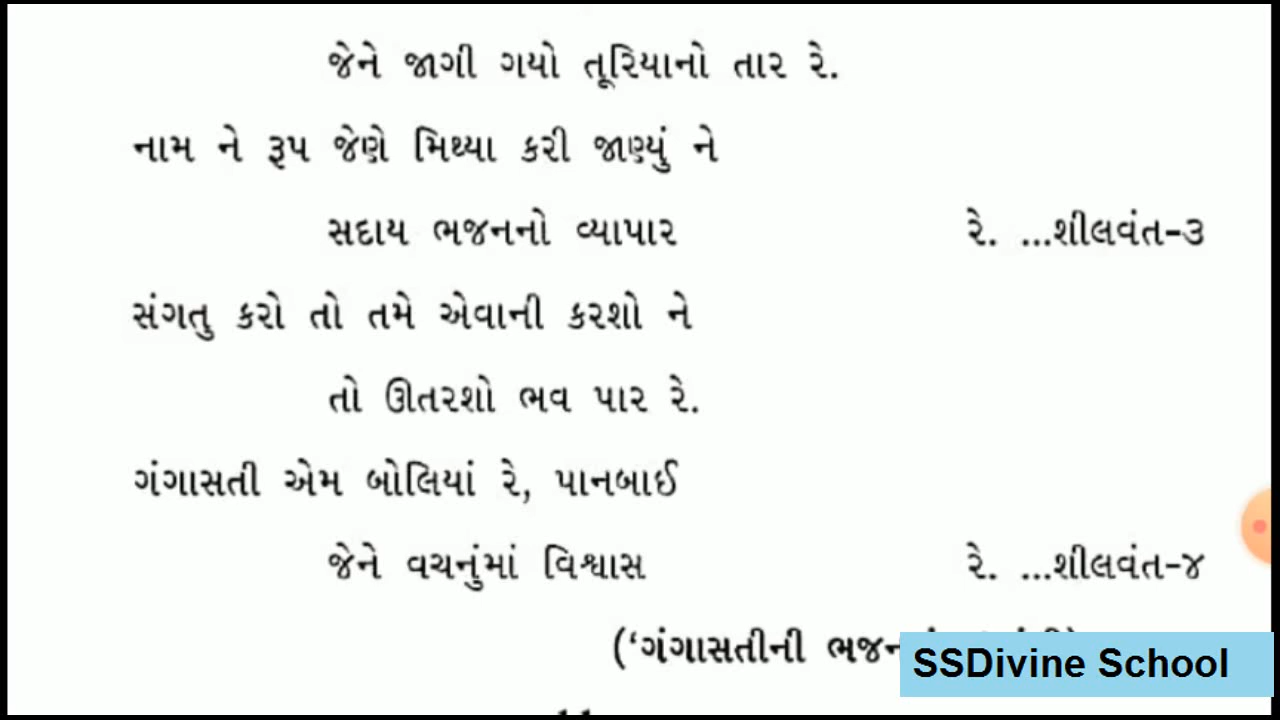 જેને જાગી ગયો તૂરિયાનો તાર રે.
નામ ને રૂપ જેણે મિથ્યા કરી જાણ્યું ને
સદાય ભજનનો વ્યાપાર રે. ...શીલવંત-૩
સંગતુ કરો તો તમે એવાની કરશો ને
તો ઊતરશો ભવ પાર રે.
ગંગાસતી એમ બોલિયાં રે, પાનબાઈ
જેને વચનુંમાં વિશ્વાસ રે. ...શીલવંત-૪
('ગંગાસતીની
SSDivine School